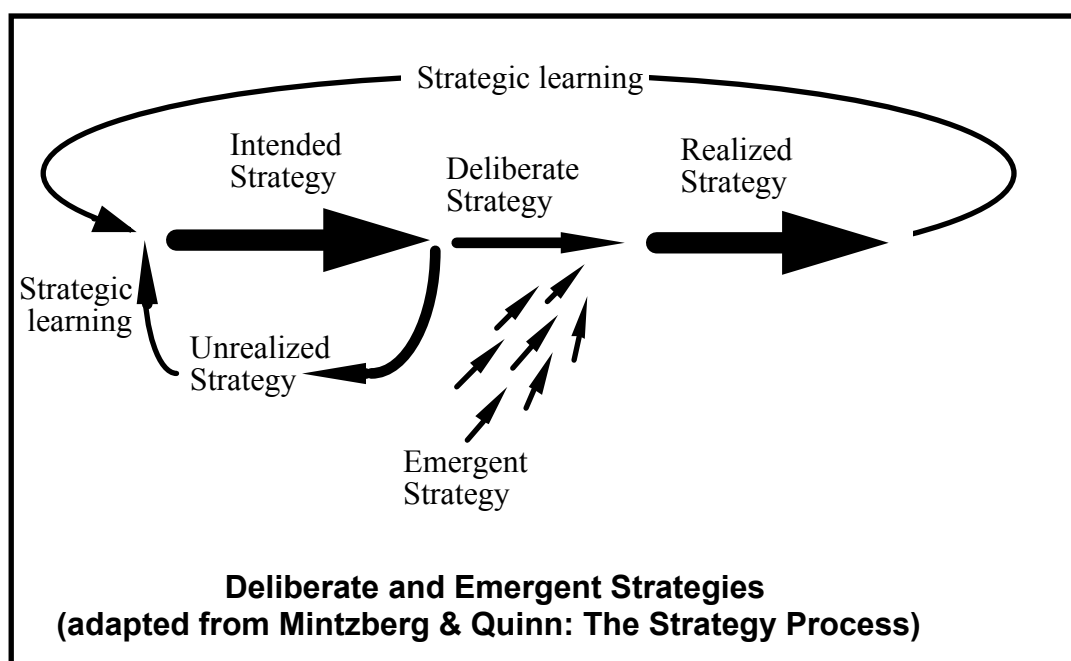 Strategic learning
Intended
Strategy
Deliberate
Strategy
Realized
Strategy
Strategic
learning
Unrealized
Strategy
Emergent
Strategy
Deliberate and Emergent Strategies
(adapted from Mintzberg & Quinn: The Strategy Process)